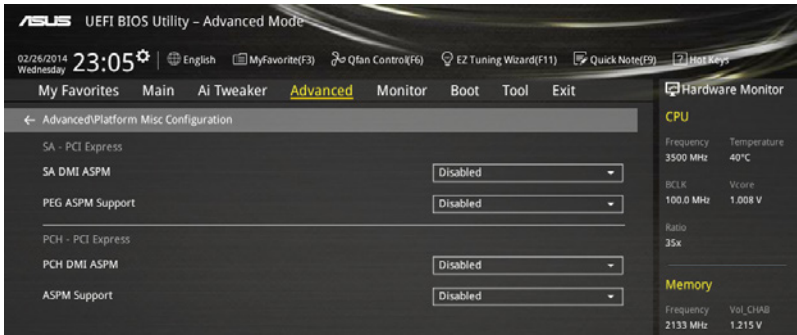 ASUS UEFI BIOS Utility – Advanced Mode
02/26/2014 Wednesday 23:05 English MyFavorite(F3) Qfan Control(F6) EZ Tuning Wizard(F11) Quick Note(F9) ? Hot Keys
My Favorites Main Ai Tweaker Advanced Monitor Boot Tool Exit
← Advanced\Platform Misc Configuration
SA - PCI Express
SA DMI ASPM Disabled
PEG ASPM Support Disabled
PCH - PCI Express
PCH DMI ASPM Disabled
ASPM Support Disabled
Hardware Monitor
CPU
Frequency Temperature
3500 MHz 40°C
BCLK Vcore
100.0 MHz 1.008 V
Ratio
35x
Memory
Frequency Vol_CHAB
2133 MHz 1.215 V